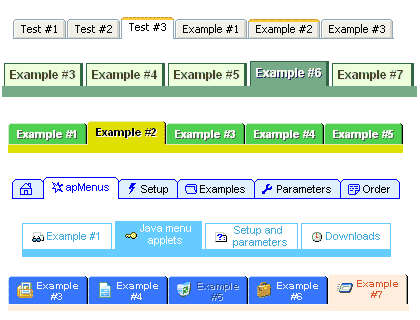 Test #1 Test #2 Test #3 Example #1 Example #2 Example #3
Example #3 Example #4 Example #5 Example #6 Example #7
Example #1 Example #2 Example #3 Example #4 Example #5
apMenus Setup Examples Parameters Order
Example #1 Java menu applets Setup and parameters Downloads
Example #3 Example #4 Example #5 Example #6 Example #7